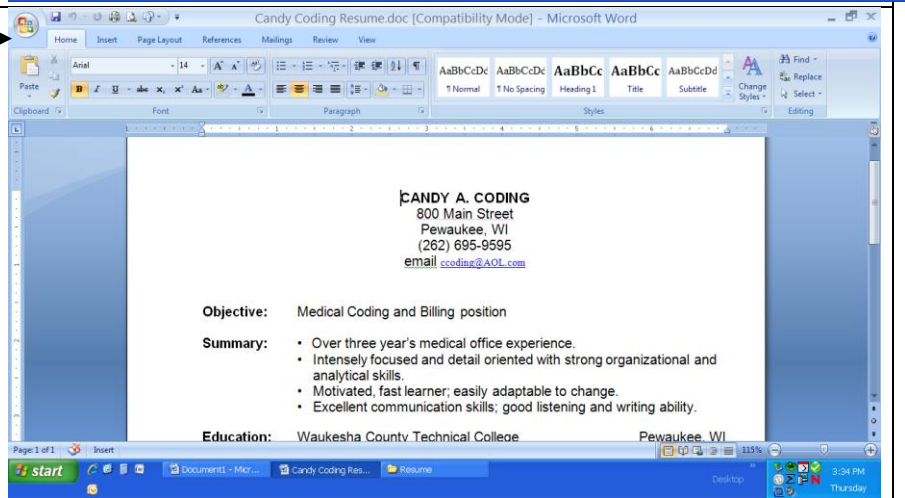 Candy Coding Resume.doc [Compatibility Mode] - Microsoft Word
Home Insert Page Layout References Mailings Review View
Paste
Arial 14
B I U abc x₂ x² Aa A
AaBbCcDc AaBbCcDc AaBbCc AaBbCc AaBbCcDd
¶ Normal ¶ No Spacing Heading 1 Title Subtitle
Change Styles
Find
Replace
Select
Clipboard Font Paragraph Styles Editing
CANDY A. CODING
800 Main Street
Pewaukee, WI
(262) 695-9595
email ccoding@AOL.com
Objective: Medical Coding and Billing position
Summary: • Over three year's medical office experience.
• Intensely focused and detail oriented with strong organizational and
analytical skills.
• Motivated, fast learner; easily adaptable to change.
• Excellent communication skills; good listening and writing ability.
Education: Waukesha County Technical College Pewaukee, WI
Page: 1 of 1 Insert 115%
start Document1 - Micr... Candy Coding Res... Resume Desktop 3:34 PM
Thursday